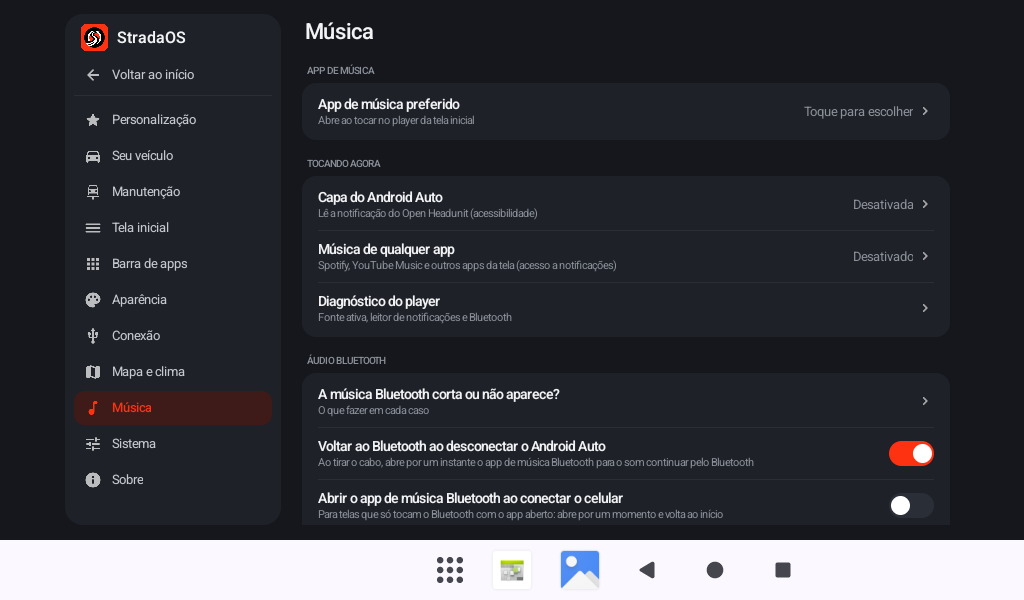 StradaOS
Voltar ao início
Personalização
Seu veículo
Manutenção
Tela inicial
Barra de apps
Aparência
Conexão
Mapa e clima
Música
Sistema
Sobre
Música
APP DE MÚSICA
App de música preferido
Abre ao tocar no player da tela inicial
Toque para escolher
TOCANDO AGORA
Capa do Android Auto
Lê a notificação do Open Headunit (acessibilidade)
Desativada
Música de qualquer app
Spotify, YouTube Music e outros apps da tela (acesso a notificações)
Desativado
Diagnóstico do player
Fonte ativa, leitor de notificações e Bluetooth
ÁUDIO BLUETOOTH
A música Bluetooth corta ou não aparece?
O que fazer em cada caso
Voltar ao Bluetooth ao desconectar o Android Auto
Ao tirar o cabo, abre por um instante o app de música Bluetooth para o som continuar pelo Bluetooth
Abrir o app de música Bluetooth ao conectar o celular
Para telas que só tocam o Bluetooth com o app aberto: abre por um momento e volta ao início